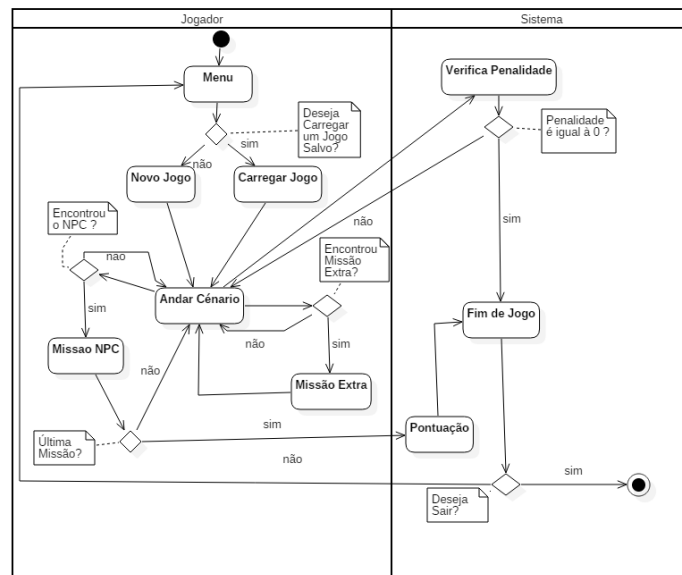 Jogador
Sistema
Menu
Verifica Penalidade
Deseja
Carregar
um Jogo
Salvo?
Penalidade
é igual à 0 ?
não
sim
Novo Jogo
Carregar Jogo
Encontrou
o NPC ?
não
sim
nao
Encontrou
Missão
Extra?
Andar Cénario
Fim de Jogo
sim
não
sim
Missao NPC
não
Missão Extra
sim
Pontuação
Última
Missão?
não
sim
Deseja
Sair?